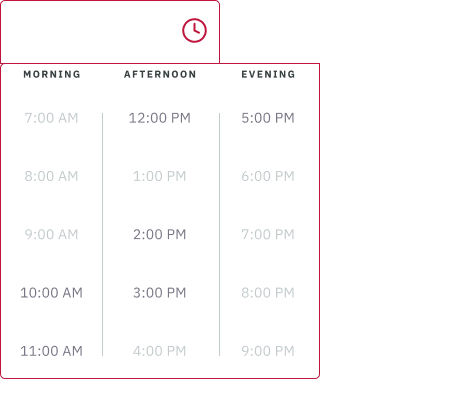 MORNING AFTERNOON EVENING
7:00 AM 12:00 PM 5:00 PM
8:00 AM 1:00 PM 6:00 PM
9:00 AM 2:00 PM 7:00 PM
10:00 AM 3:00 PM 8:00 PM
11:00 AM 4:00 PM 9:00 PM